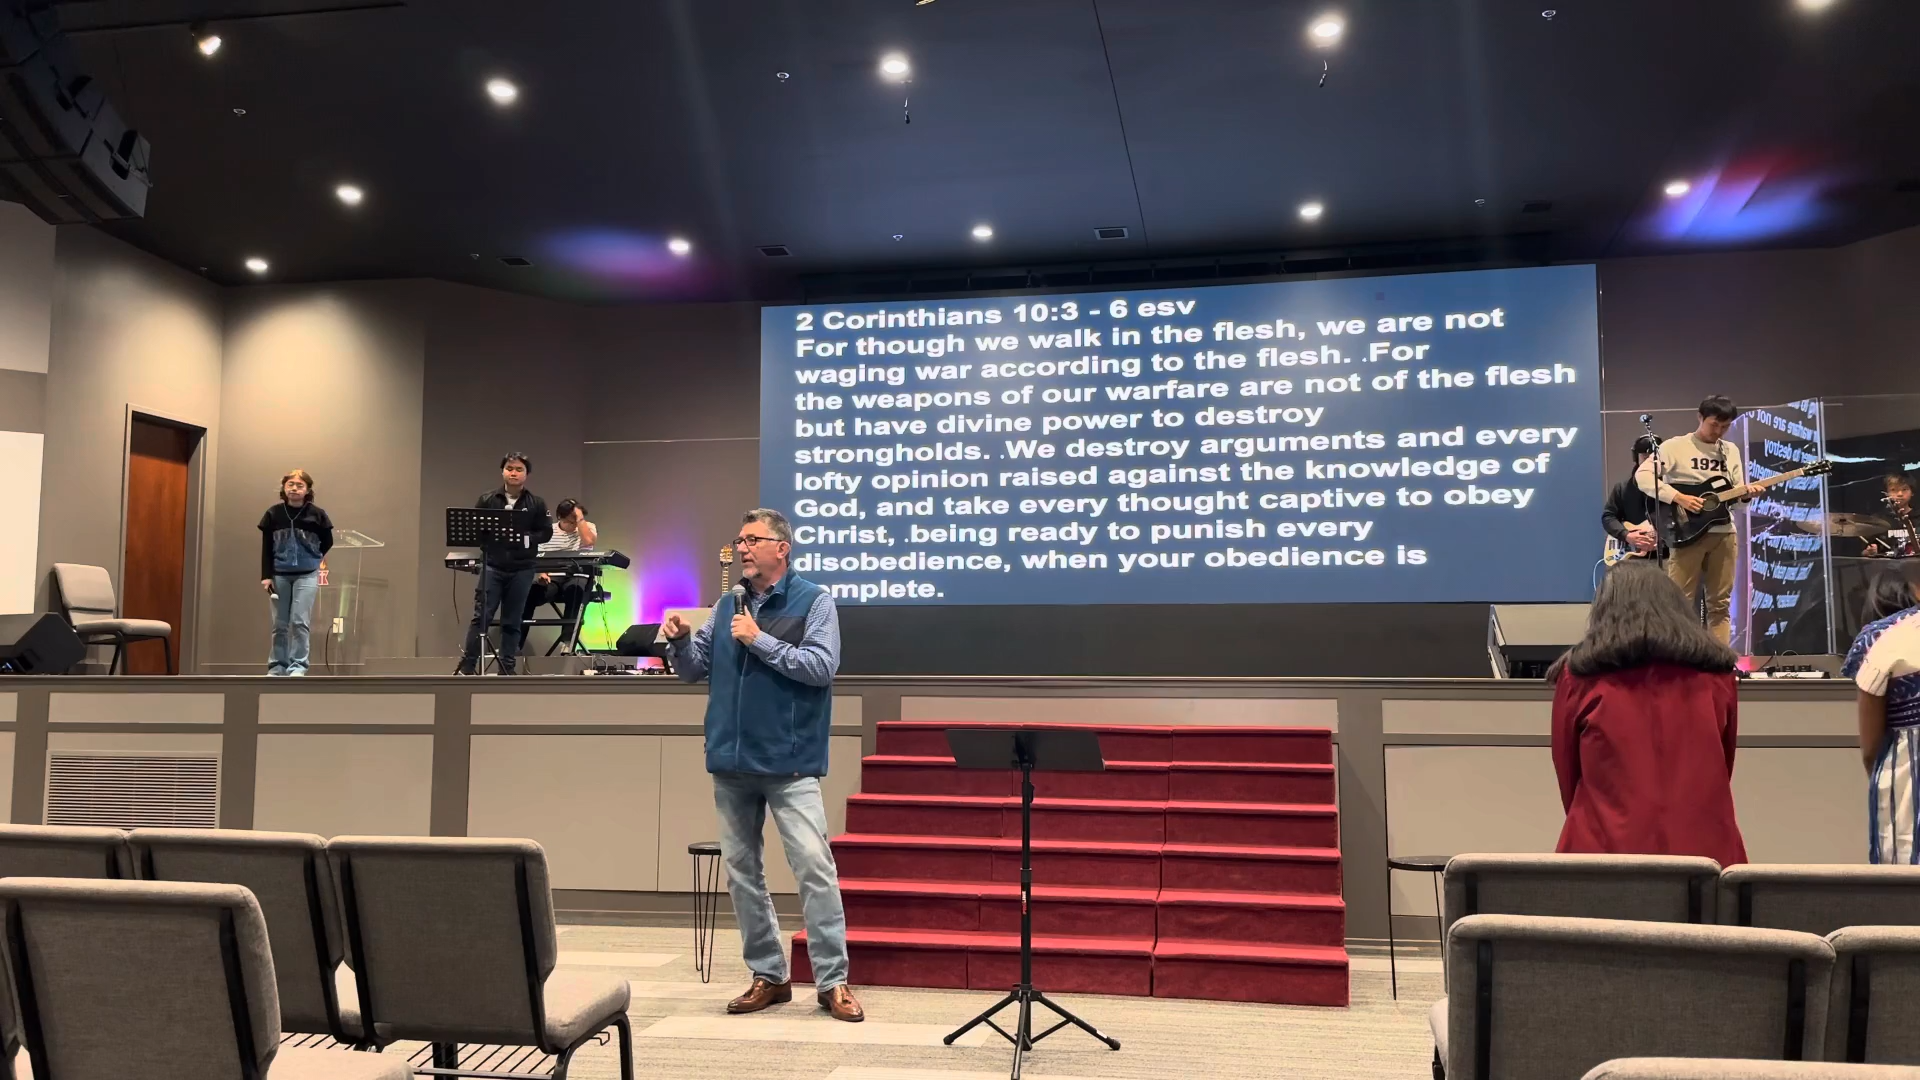 2 Corinthians 10:3 - 6 esv
For though we walk in the flesh, we are not
waging war according to the flesh. .For
the weapons of our warfare are not of the flesh
but have divine power to destroy
strongholds. .We destroy arguments and every
lofty opinion raised against the knowledge of
God, and take every thought captive to obey
Christ, .being ready to punish every
disobedience, when your obedience is
omplete.